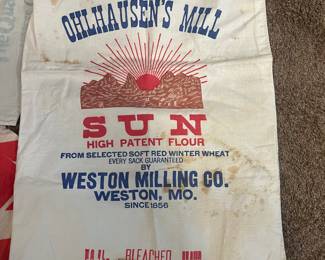 OHLHAUSEN'S MILL
SUN
HIGH PATENT FLOUR
FROM SELECTED SOFT RED WINTER WHEAT
EVERY SACK GUARANTEED
BY
WESTON MILLING CO.
WESTON, MO.
SINCE 1856
BLEACHED